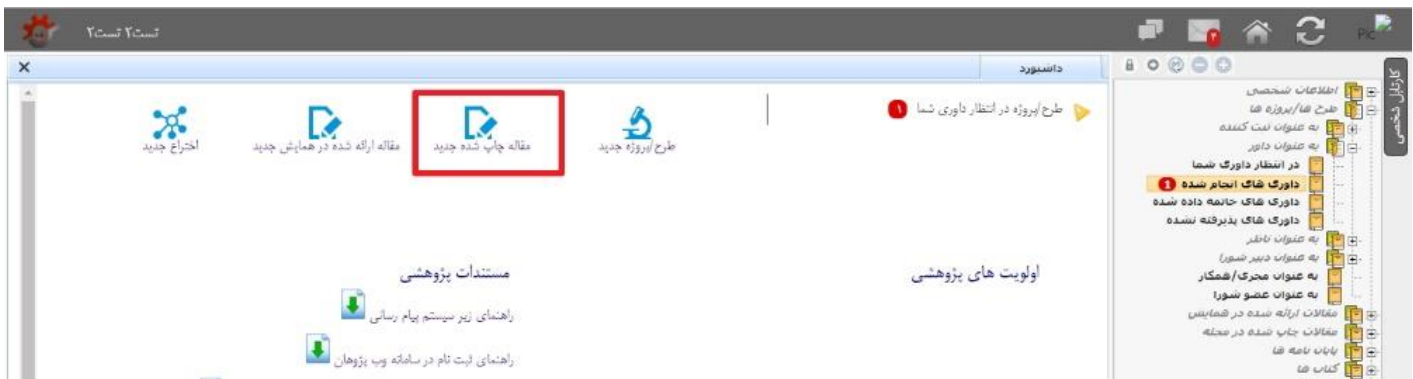 تست۲ تست۲
Pic
۲
داشبورد
طرح/پروژه در انتظار داوری شما ۱
طرح/پروژه جدید
مقاله چاپ شده جدید
مقاله ارائه شده در همایش جدید
اختراع جدید
اولویت های پژوهشی
مستندات پژوهشی
راهنمای زیر سیستم پیام رسانی
راهنمای ثبت نام در سامانه وب پژوهان
کارتابل شخصی
اطلاعات شخصی
طرح ها/پروژه ها
به عنوان ثبت کننده
به عنوان داور
در انتظار داوری شما
داوری های انجام شده 1
داوری های خاتمه داده شده
داوری های پذیرفته نشده
به عنوان ناظر
به عنوان دبیر شورا
به عنوان مجری/همکار
به عنوان عضو شورا
مقالات ارائه شده در همایش
مقالات چاپ شده در مجله
پایان نامه ها
کتاب ها